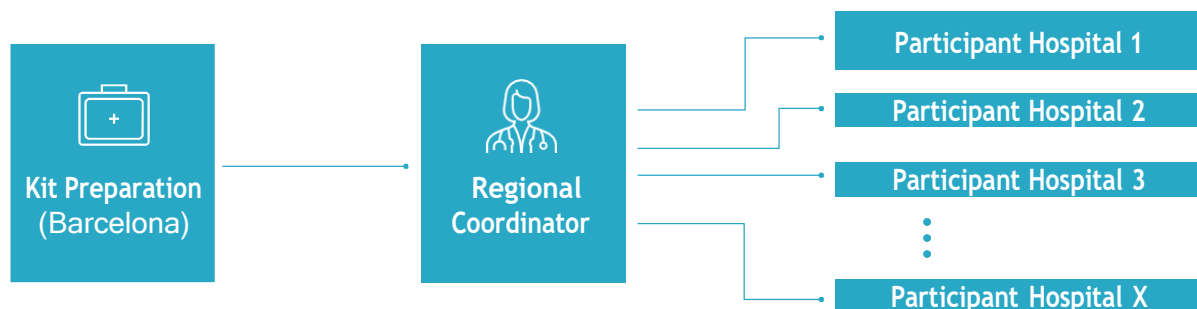 Kit Preparation
(Barcelona)
Regional
Coordinator
Participant Hospital 1
Participant Hospital 2
Participant Hospital 3
Participant Hospital X